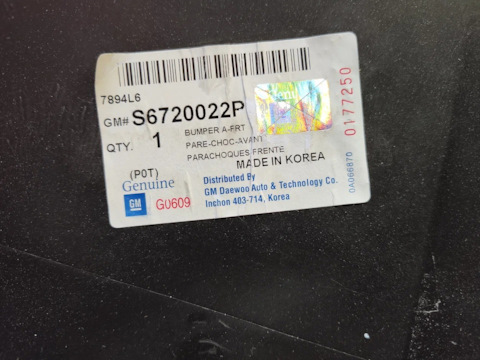 7894L6
GM# S6720022P
QTY. 1
BUMPER A-FRT
PARE-CHOC-AVANT
PARACHOQUES FRENTE
MADE IN KOREA
(P0T)
Genuine
GM GU609
Distributed By
GM Daewoo Auto & Technology Co.
Inchon 403-714, Korea
0177250
0A066870